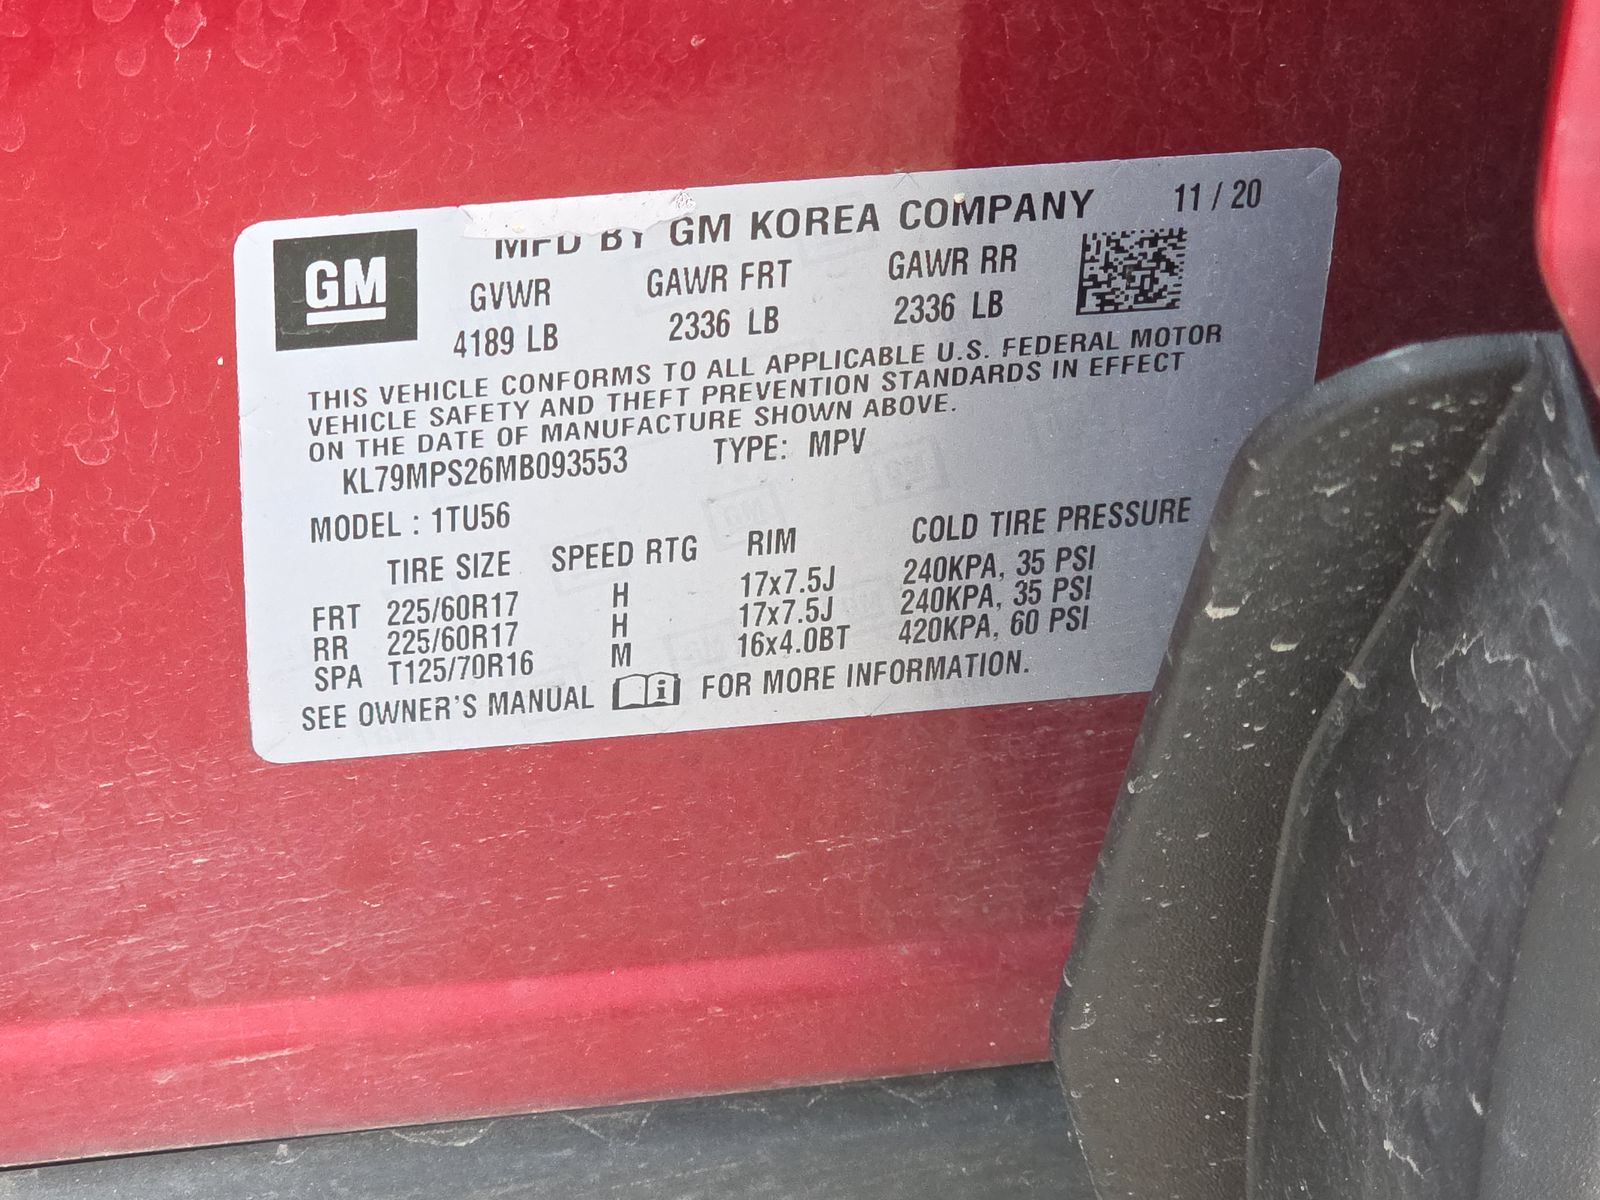 MFD BY GM KOREA COMPANY 11 / 20
GM
GVWR GAWR FRT GAWR RR
4189 LB 2336 LB 2336 LB
THIS VEHICLE CONFORMS TO ALL APPLICABLE U.S. FEDERAL MOTOR
VEHICLE SAFETY AND THEFT PREVENTION STANDARDS IN EFFECT
ON THE DATE OF MANUFACTURE SHOWN ABOVE.
KL79MPS26MB093553 TYPE: MPV
MODEL : 1TU56
TIRE SIZE SPEED RTG RIM COLD TIRE PRESSURE
FRT 225/60R17 H 17x7.5J 240KPA, 35 PSI
RR 225/60R17 H 17x7.5J 240KPA, 35 PSI
SPA T125/70R16 M 16x4.0BT 420KPA, 60 PSI
SEE OWNER'S MANUAL FOR MORE INFORMATION.